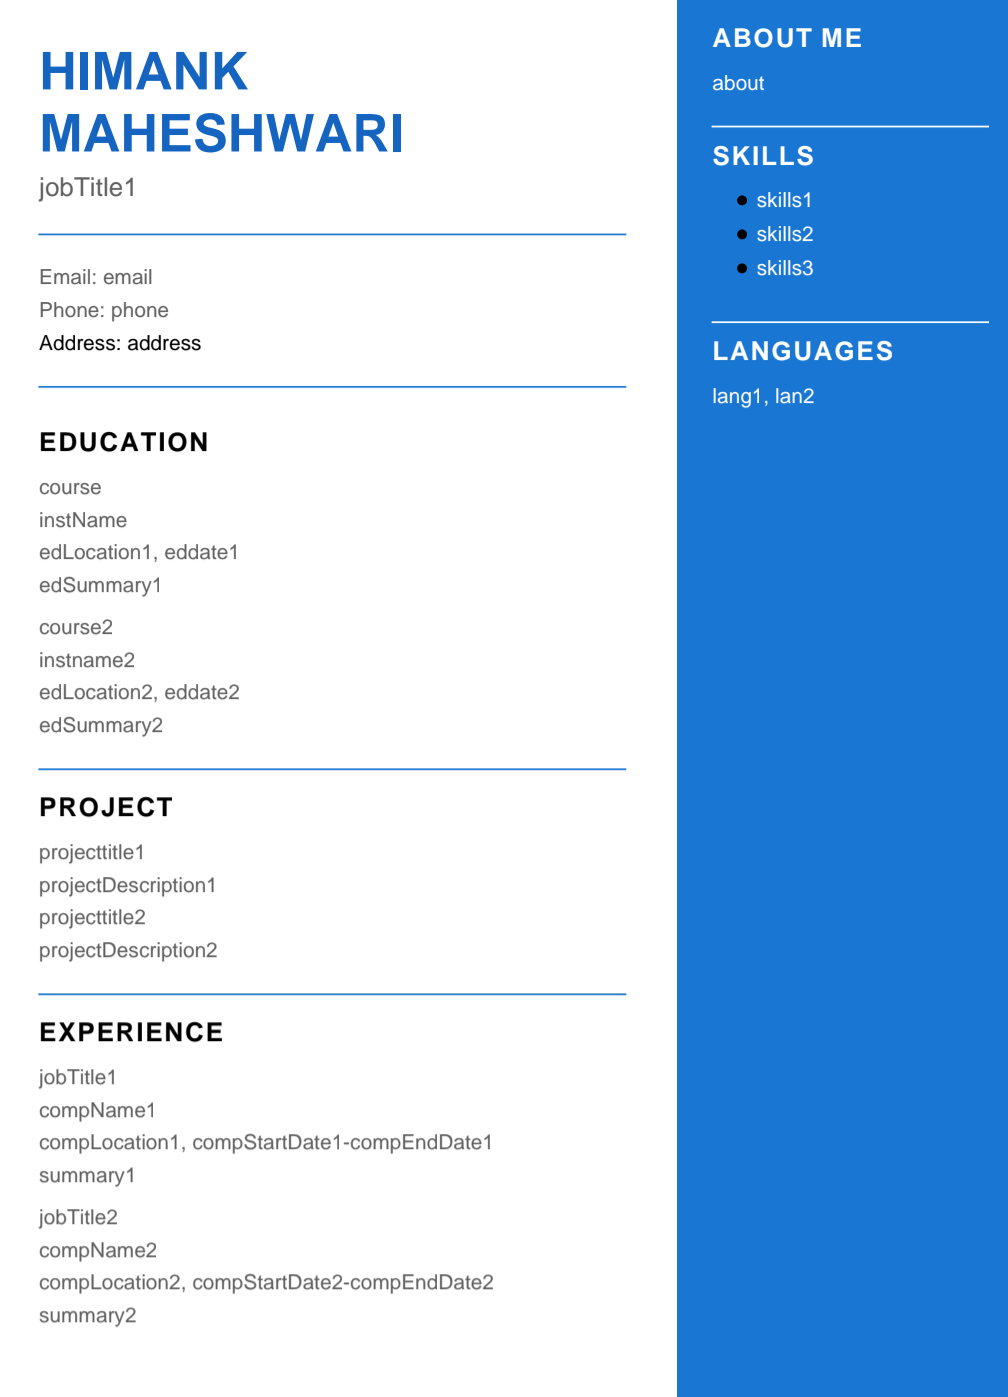 HIMANK
MAHESHWARI
jobTitle1
Email: email
Phone: phone
Address: address
EDUCATION
course
instName
edLocation1, eddate1
edSummary1
course2
instname2
edLocation2, eddate2
edSummary2
PROJECT
projecttitle1
projectDescription1
projecttitle2
projectDescription2
EXPERIENCE
jobTitle1
compName1
compLocation1, compStartDate1-compEndDate1
summary1
jobTitle2
compName2
compLocation2, compStartDate2-compEndDate2
summary2
ABOUT ME
about
SKILLS
skills1
skills2
skills3
LANGUAGES
lang1, lan2